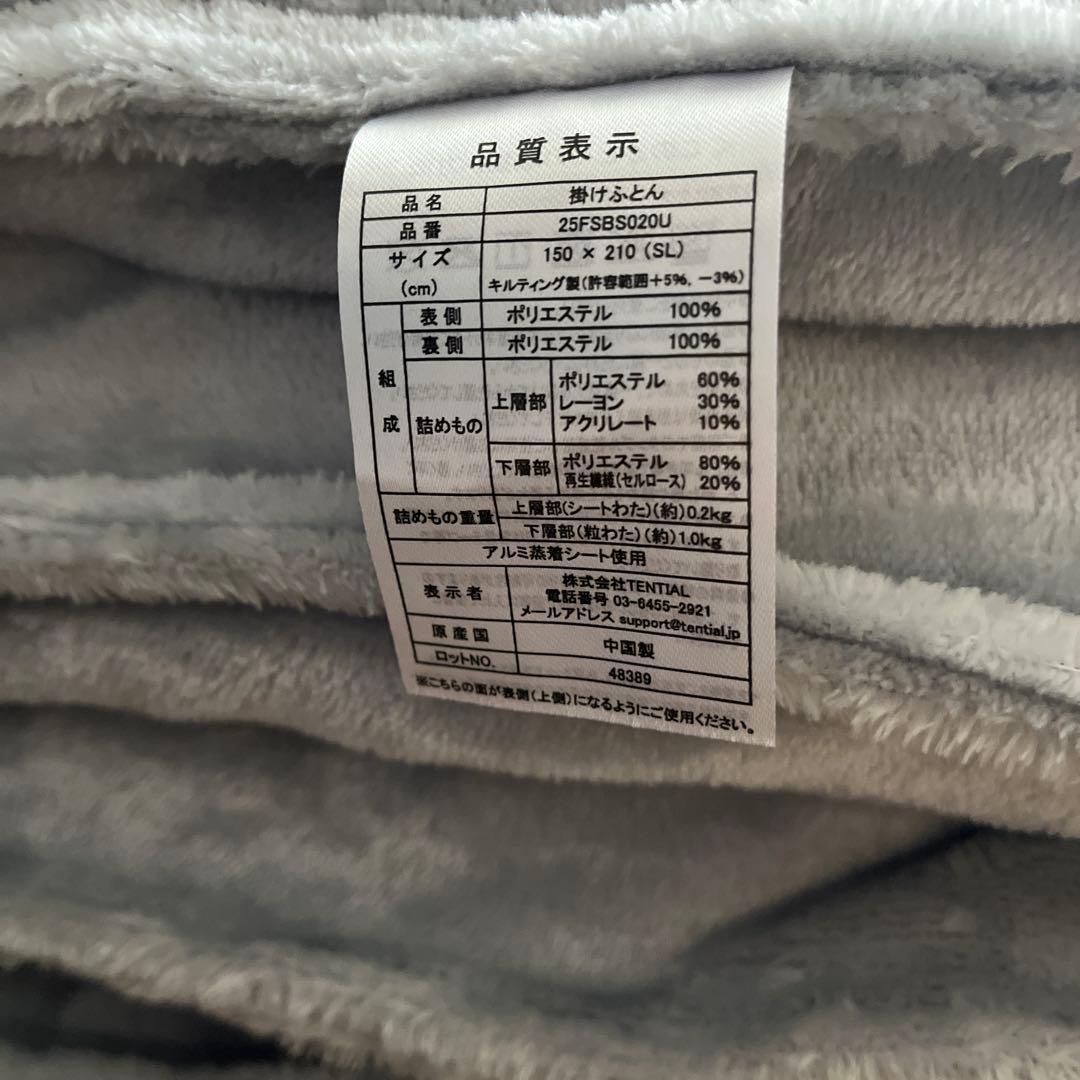 品質表示
品名 掛けふとん
品番 25FSBS020U
サイズ 150 × 210 (SL)
(cm) キルティング製(許容範囲+5%, -3%)
組成 表側 ポリエステル 100%
裏側 ポリエステル 100%
詰めもの 上層部 ポリエステル 60%
レーヨン 30%
アクリレート 10%
下層部 ポリエステル 80%
再生繊維(セルロース) 20%
詰めもの重量 上層部(シートわた)(約)0.2kg
下層部(粒わた)(約)1.0kg
アルミ蒸着シート使用
表示者 株式会社TENTIAL
電話番号 03-6455-2921
メールアドレス support@tential.jp
原産国 中国製
ロットNO. 48389
※こちらの面が表側(上側)になるようにご使用ください。